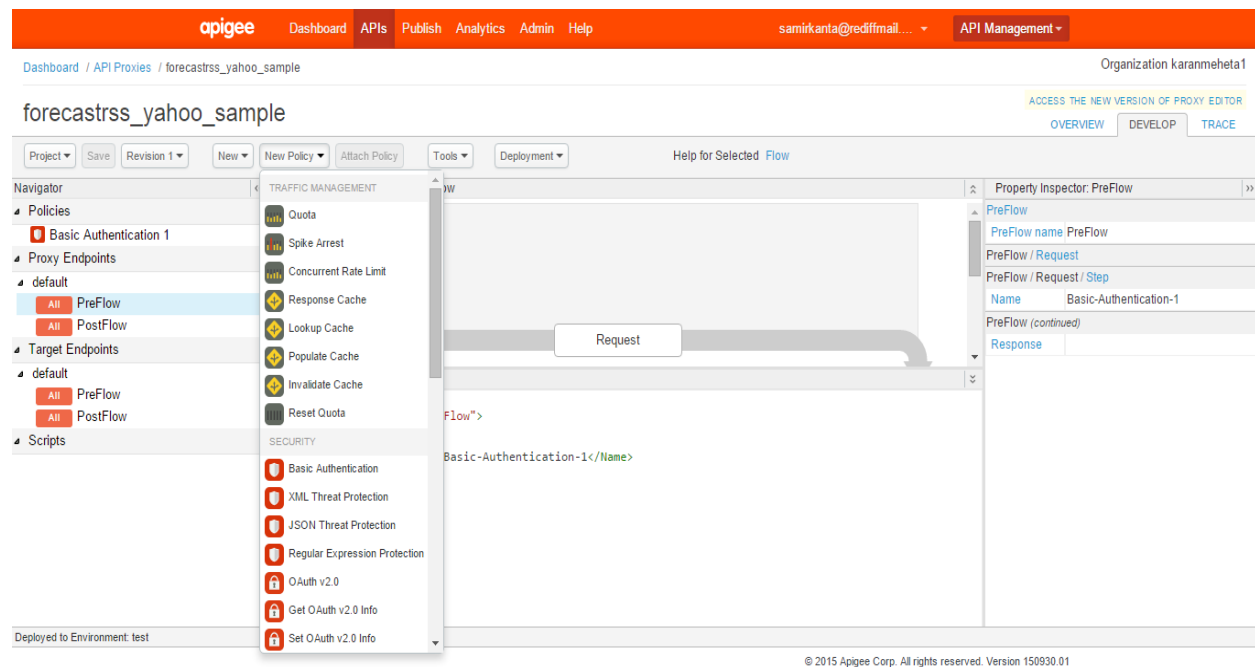 apigee Dashboard APIs Publish Analytics Admin Help samirkanta@rediffmail.... API Management
Dashboard / API Proxies / forecastrss_yahoo_sample Organization karanmeheta1
forecastrss_yahoo_sample
ACCESS THE NEW VERSION OF PROXY EDITOR
OVERVIEW DEVELOP TRACE
Project Save Revision 1 New New Policy Attach Policy Tools Deployment Help for Selected Flow
Navigator
Policies
Basic Authentication 1
Proxy Endpoints
default
All PreFlow
All PostFlow
Target Endpoints
default
All PreFlow
All PostFlow
Scripts
TRAFFIC MANAGEMENT
Quota
Spike Arrest
Concurrent Rate Limit
Response Cache
Lookup Cache
Populate Cache
Invalidate Cache
Reset Quota
SECURITY
Basic Authentication
XML Threat Protection
JSON Threat Protection
Regular Expression Protection
OAuth v2.0
Get OAuth v2.0 Info
Set OAuth v2.0 Info
ow
Request
Flow">
Basic-Authentication-1</Name>
Property Inspector: PreFlow
PreFlow
PreFlow name PreFlow
PreFlow / Request
PreFlow / Request / Step
Name Basic-Authentication-1
PreFlow (continued)
Response
Deployed to Environment: test
© 2015 Apigee Corp. All rights reserved. Version 150930.01